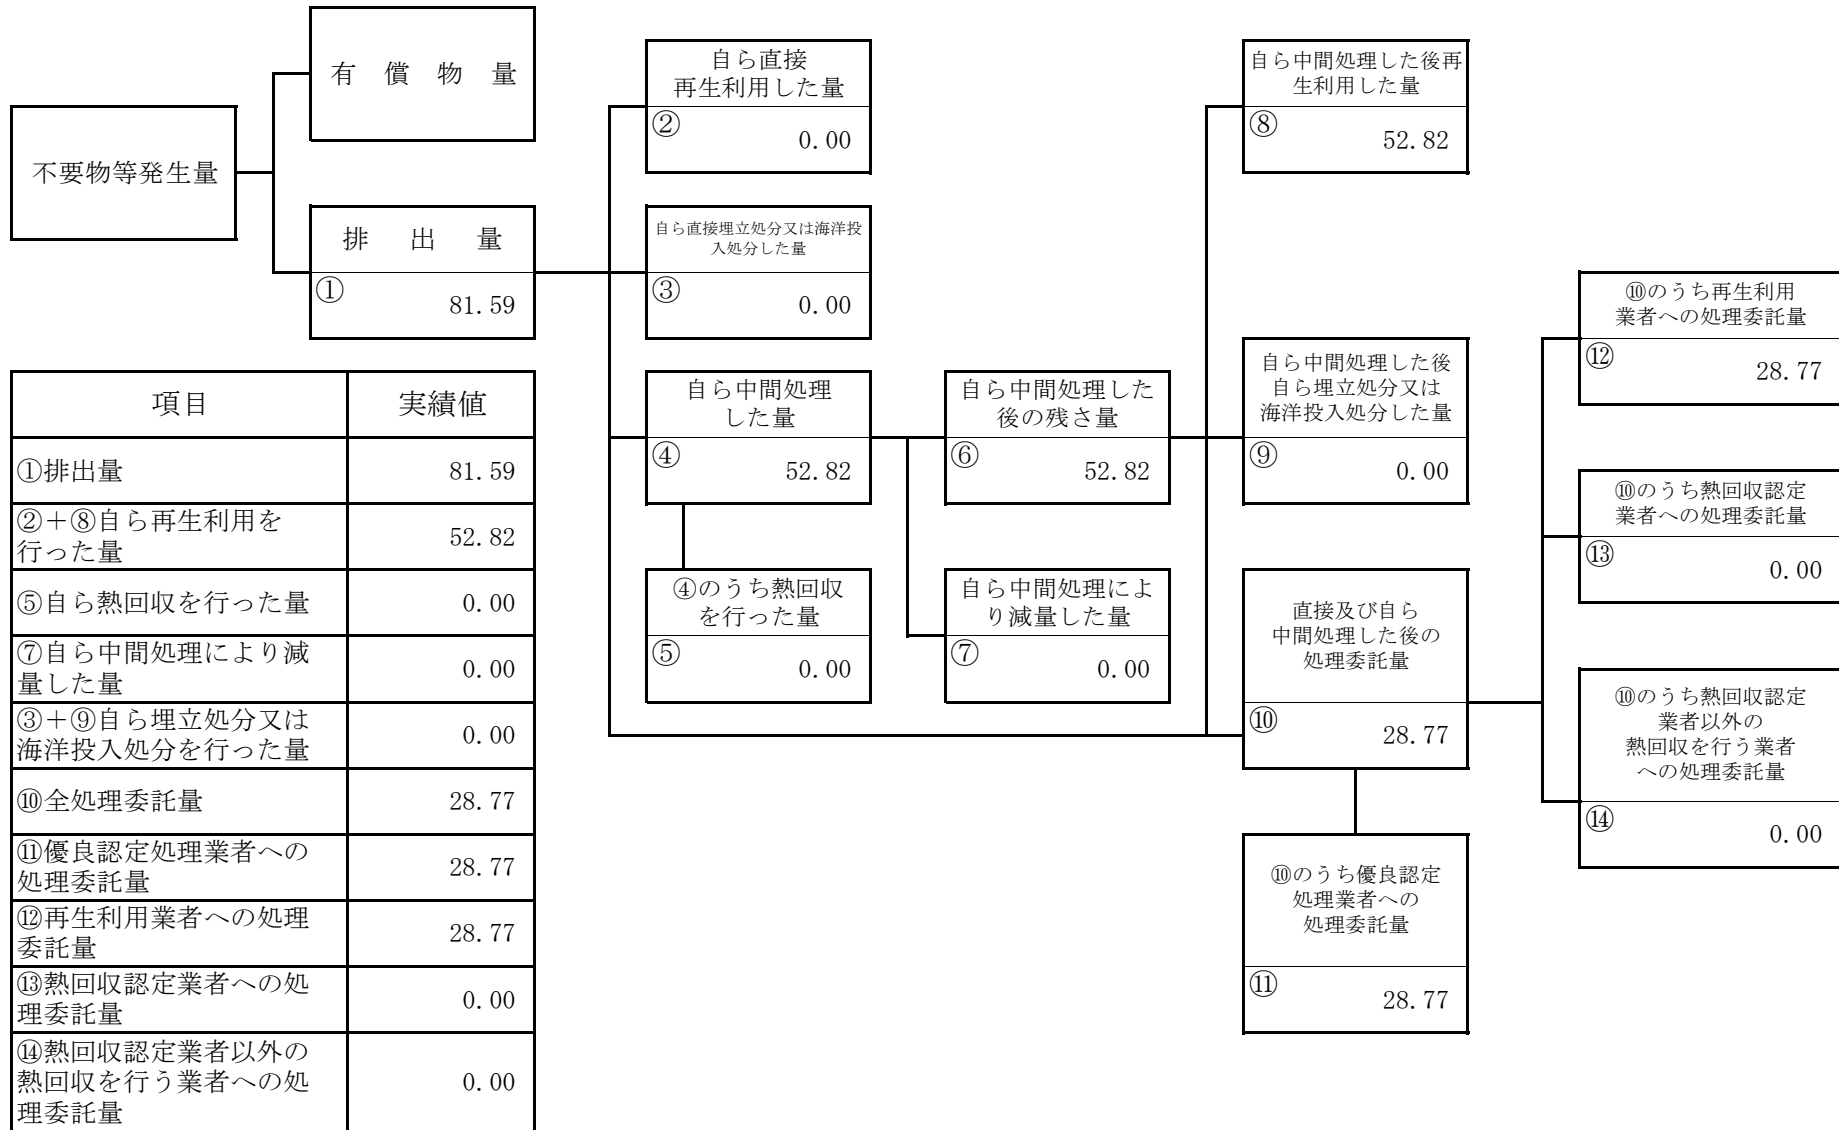 有　償　物　量
不要物等発生量
排　出　量
①
81.59
自ら直接
再生利用した量
②
0.00
自ら直接埋立処分又は海洋投
入処分した量
③
0.00
自ら中間処理
した量
④
52.82
④のうち熱回収
を行った量
⑤
0.00
自ら中間処理した
後の残さ量
⑥
52.82
自ら中間処理によ
り減量した量
⑦
0.00
自ら中間処理した後再
生利用した量
⑧
52.82
自ら中間処理した後
自ら埋立処分又は
海洋投入処分した量
⑨
0.00
直接及び自ら
中間処理した後の
処理委託量
⑩
28.77
⑩のうち優良認定
処理業者への
処理委託量
⑪
28.77
⑩のうち再生利用
業者への処理委託量
⑫
28.77
⑩のうち熱回収認定
業者への処理委託量
⑬
0.00
⑩のうち熱回収認定
業者以外の
熱回収を行う業者
への処理委託量
⑭
0.00
項目 実績値
①排出量 81.59
②＋⑧自ら再生利用を
行った量 52.82
⑤自ら熱回収を行った量 0.00
⑦自ら中間処理により減
量した量 0.00
③＋⑨自ら埋立処分又は
海洋投入処分を行った量 0.00
⑩全処理委託量 28.77
⑪優良認定処理業者への
処理委託量 28.77
⑫再生利用業者への処理
委託量 28.77
⑬熱回収認定業者への処
理委託量 0.00
⑭熱回収認定業者以外の
熱回収を行う業者への処
理委託量 0.00